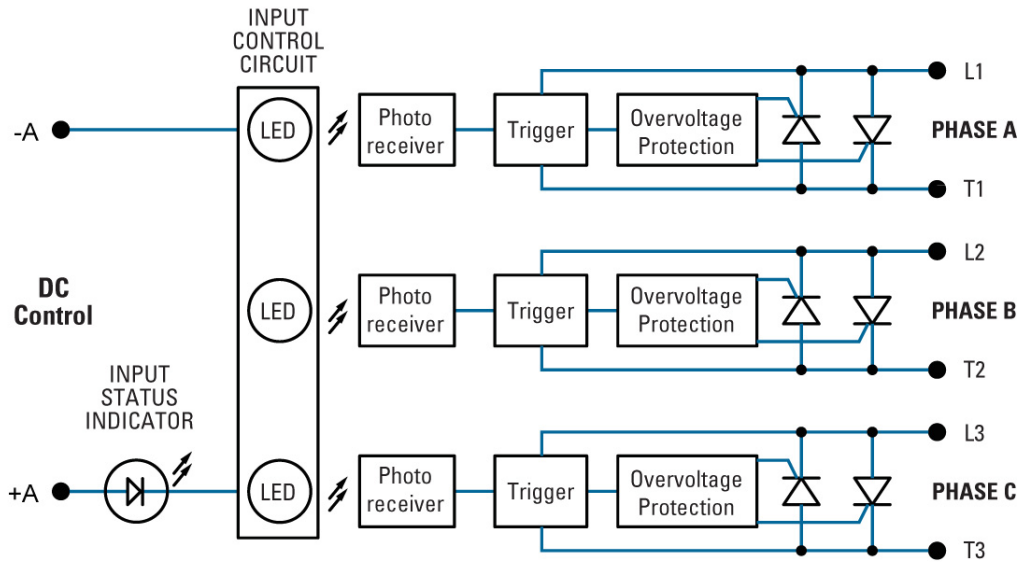 INPUT
CONTROL
CIRCUIT
-A
LED
Photo
receiver
Trigger
Overvoltage
Protection
L1
PHASE A
T1
DC
Control
LED
Photo
receiver
Trigger
Overvoltage
Protection
L2
PHASE B
T2
INPUT
STATUS
INDICATOR
+A
LED
Photo
receiver
Trigger
Overvoltage
Protection
L3
PHASE C
T3